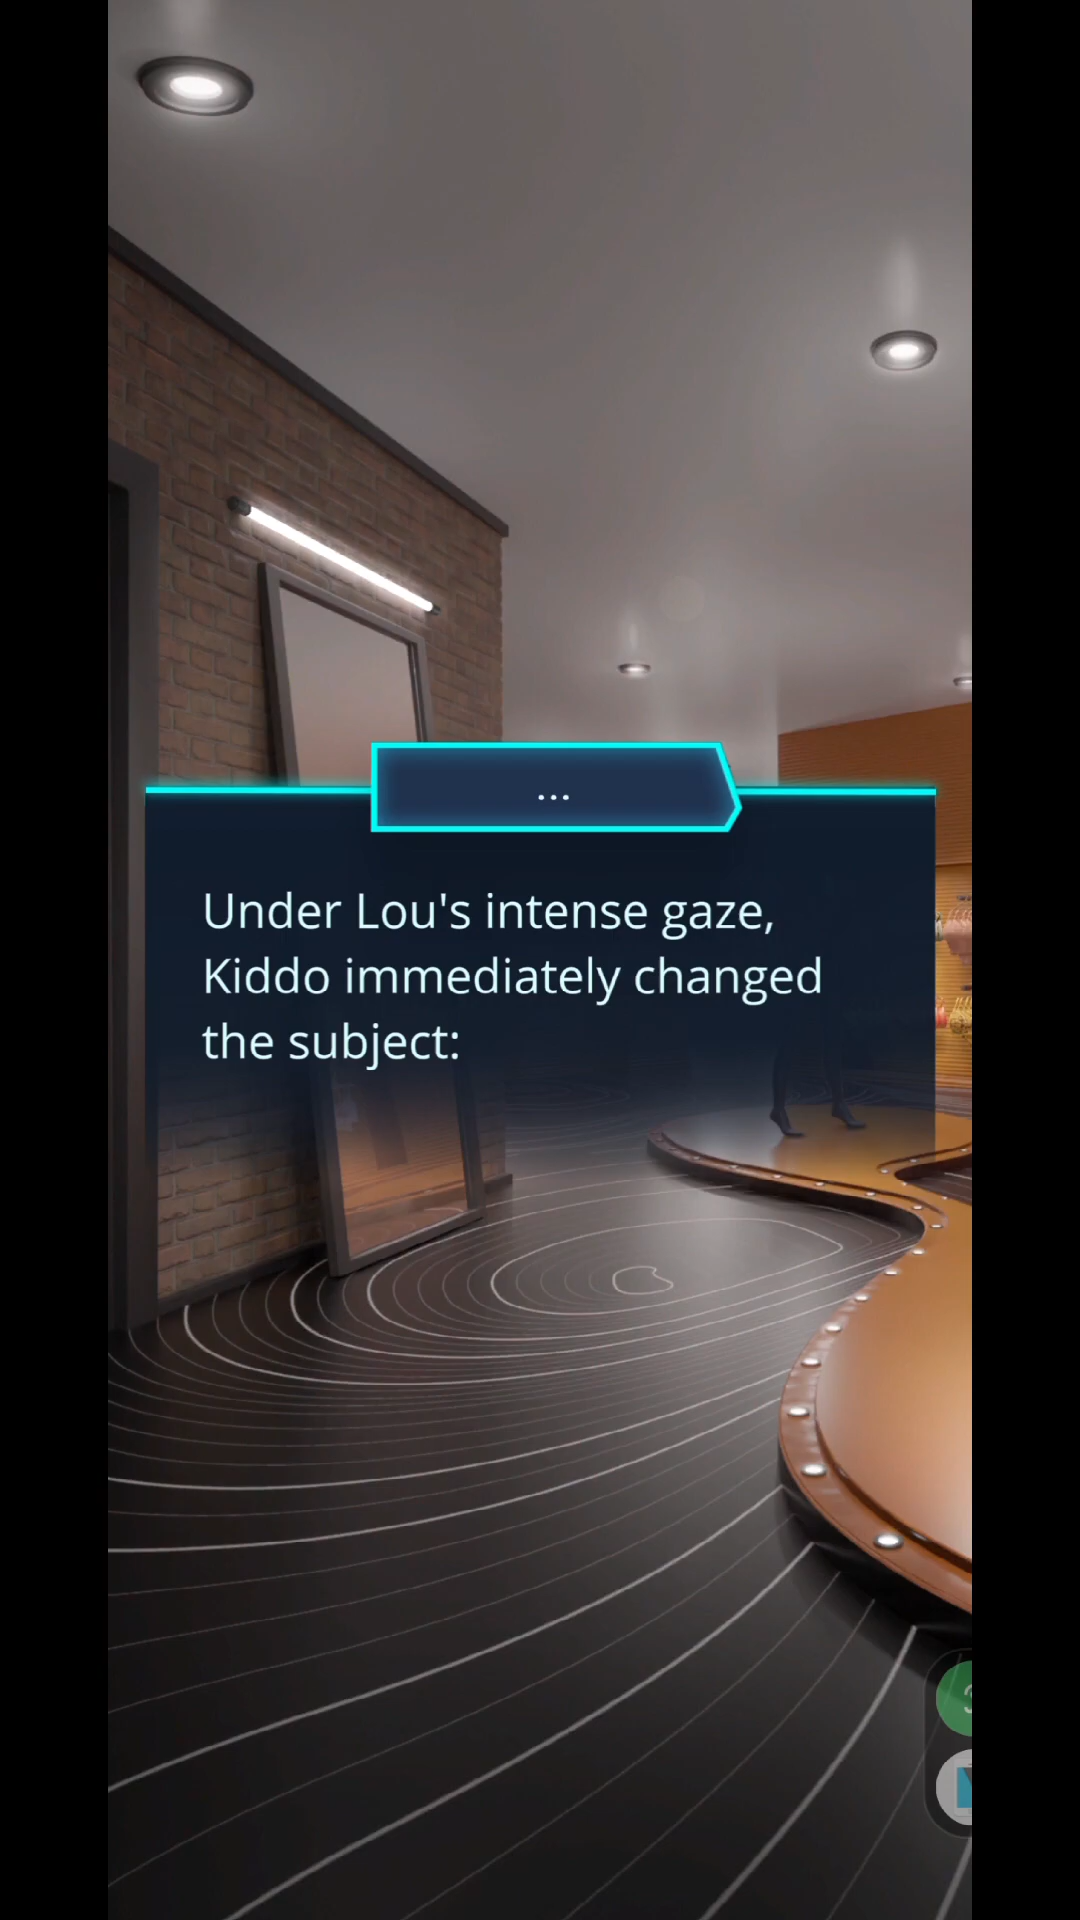 ...
Under Lou's intense gaze,
Kiddo immediately changed
the subject: